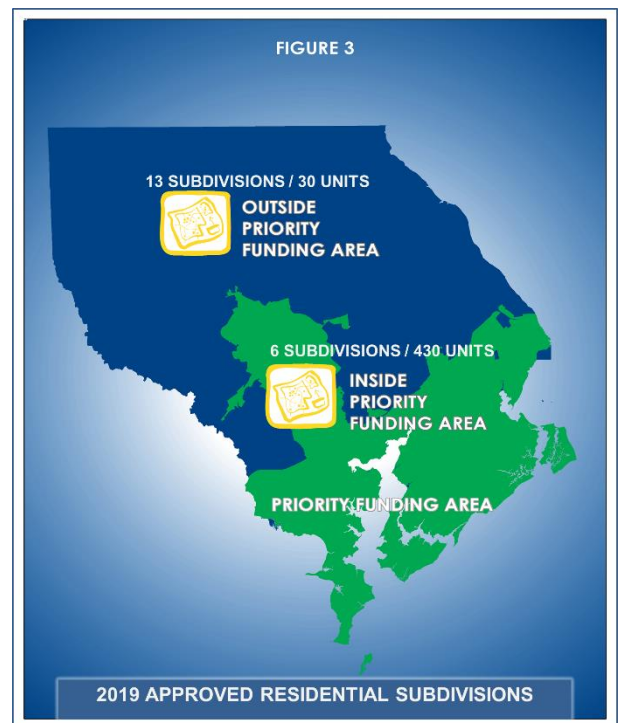 FIGURE 3
13 SUBDIVISIONS / 30 UNITS
OUTSIDE
PRIORITY
FUNDING AREA
6 SUBDIVISIONS / 430 UNITS
INSIDE
PRIORITY
FUNDING AREA
PRIORITY FUNDING AREA
2019 APPROVED RESIDENTIAL SUBDIVISIONS